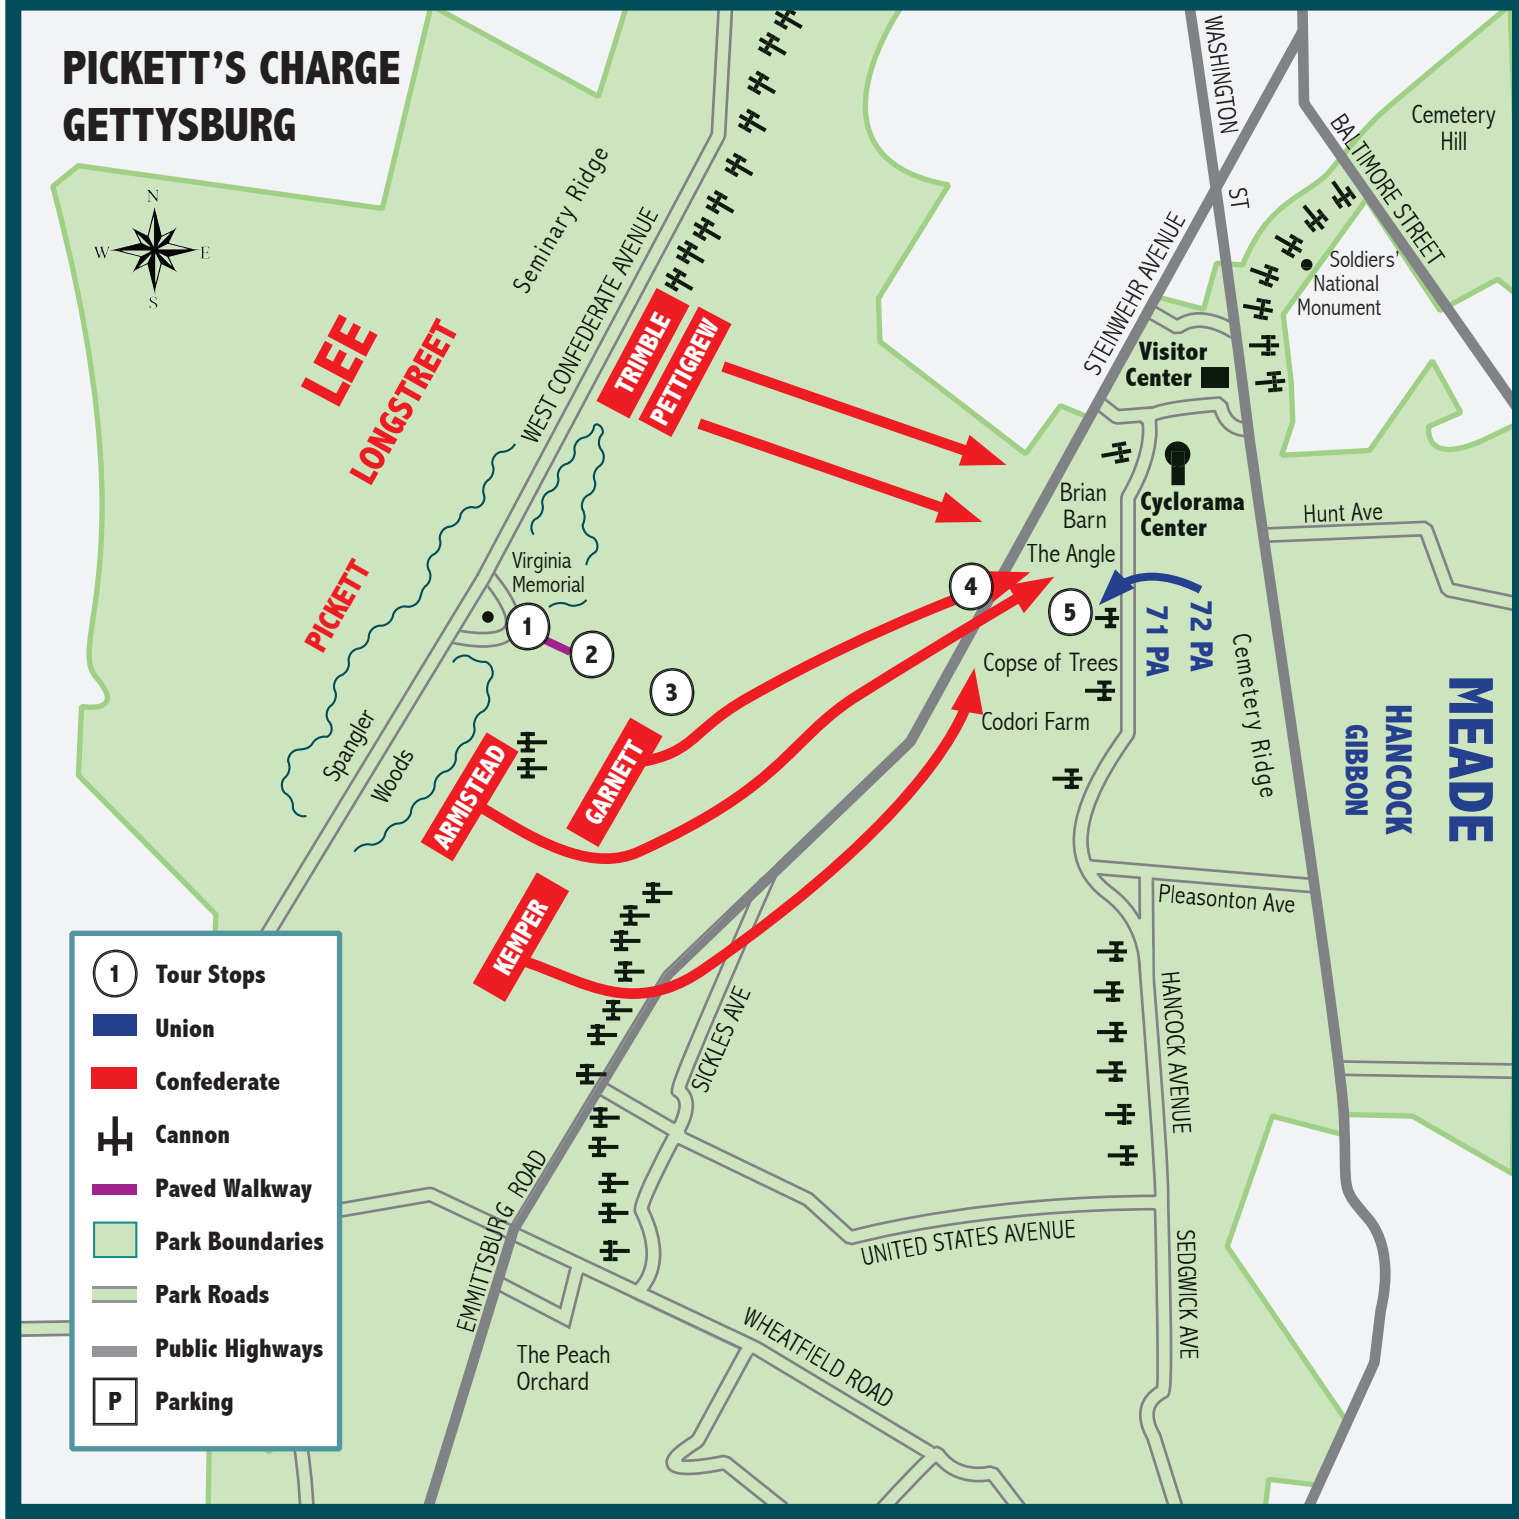 PICKETT'S CHARGE
GETTYSBURG
N
W
E
S
Seminary Ridge
WEST CONFEDERATE AVENUE
LEE
LONGSTREET
PICKETT
TRIMBLE
PETTIGREW
WASHINGTON
ST
STEINWEHR AVENUE
BALTIMORE STREET
Cemetery
Hill
Soldiers'
National
Monument
Visitor
Center
Cyclorama
Center
Brian
Barn
The Angle
Hunt Ave
Virginia
Memorial
1
2
3
4
5
72 PA
71 PA
Copse of Trees
Codori Farm
Cemetery Ridge
MEADE
HANCOCK
GIBBON
Spangler
Woods
ARMISTEAD
GARNETT
KEMPER
Pleasonton Ave
HANCOCK AVENUE
SICKLES AVE
EMMITTSBURG ROAD
UNITED STATES AVENUE
SEDGWICK AVE
WHEATFIELD ROAD
The Peach
Orchard
1 Tour Stops
Union
Confederate
Cannon
Paved Walkway
Park Boundaries
Park Roads
Public Highways
P Parking